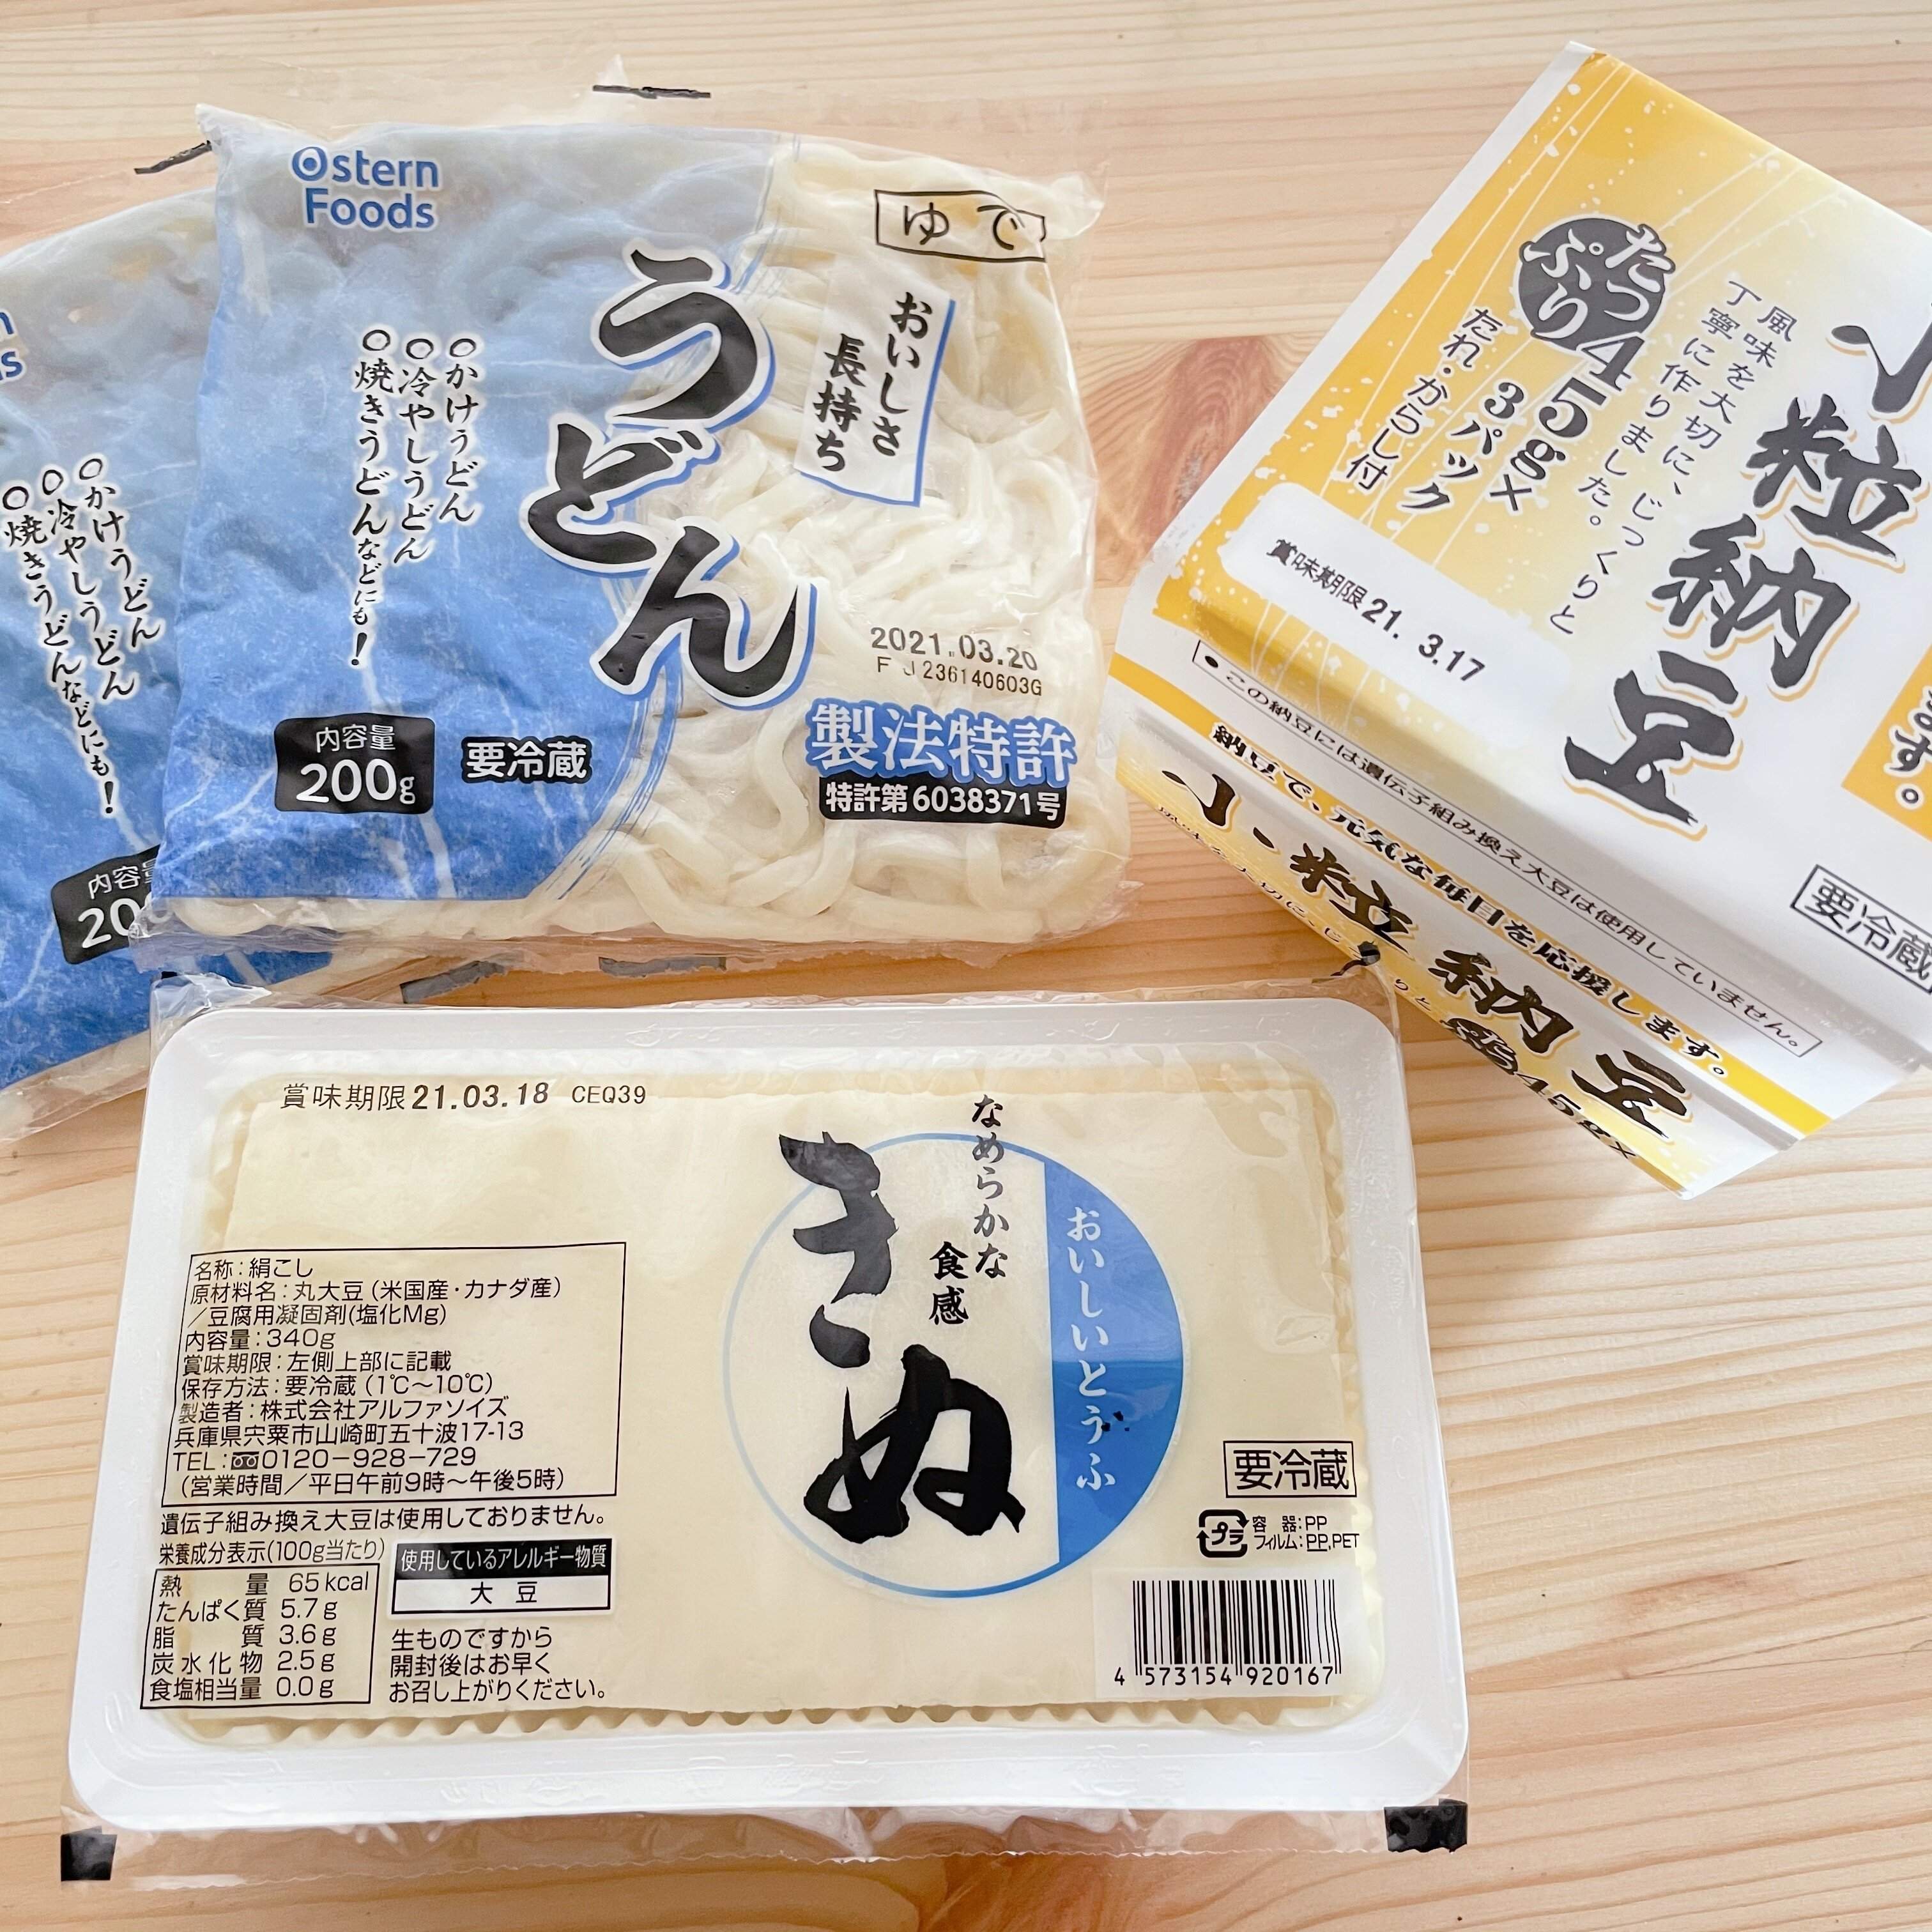 Ostern
Foods
ゆで
おいしさ
長持ち
うどん
○かけうどん
○冷やしうどん
○焼きうどんなどにも!
2021.03.20
FJ236140603G
内容量
200g
要冷蔵
製法特許
特許第6038371号
○かけうどん
○冷やしうどん
○焼きうどんなどにも!
内容
小粒納豆
風味を大切に、じっくりと
丁寧に作りました。
たっぷり45g×
3パック
たれ・からし付
賞味期限 21. 3.17
ます。
要冷蔵
●この納豆には遺伝子組み換え大豆は使用していません。
納豆で、元気な毎日を応援します。
小粒納豆
賞味期限 21.03.18 CEQ39
なめらかな
食感
きぬ
おいしいとうふ
名称:絹こし
原材料名:丸大豆(米国産・カナダ産)
/豆腐用凝固剤(塩化Mg)
内容量:340g
賞味期限:左側上部に記載
保存方法:要冷蔵(1℃~10℃)
製造者:株式会社アルファソイズ
兵庫県宍粟市山崎町五十波17-13
TEL:0120-928-729
(営業時間/平日午前9時~午後5時)
遺伝子組み換え大豆は使用しておりません。
栄養成分表示(100g当たり)
熱量 65kcal
たんぱく質 5.7g
脂質 3.6g
炭水化物 2.5g
食塩相当量 0.0g
使用しているアレルギー物質
大豆
生ものですから
開封後はお早く
お召し上がりください。
要冷蔵
プラ
容器:PP
フィルム:PP,PET
4 573154 920167